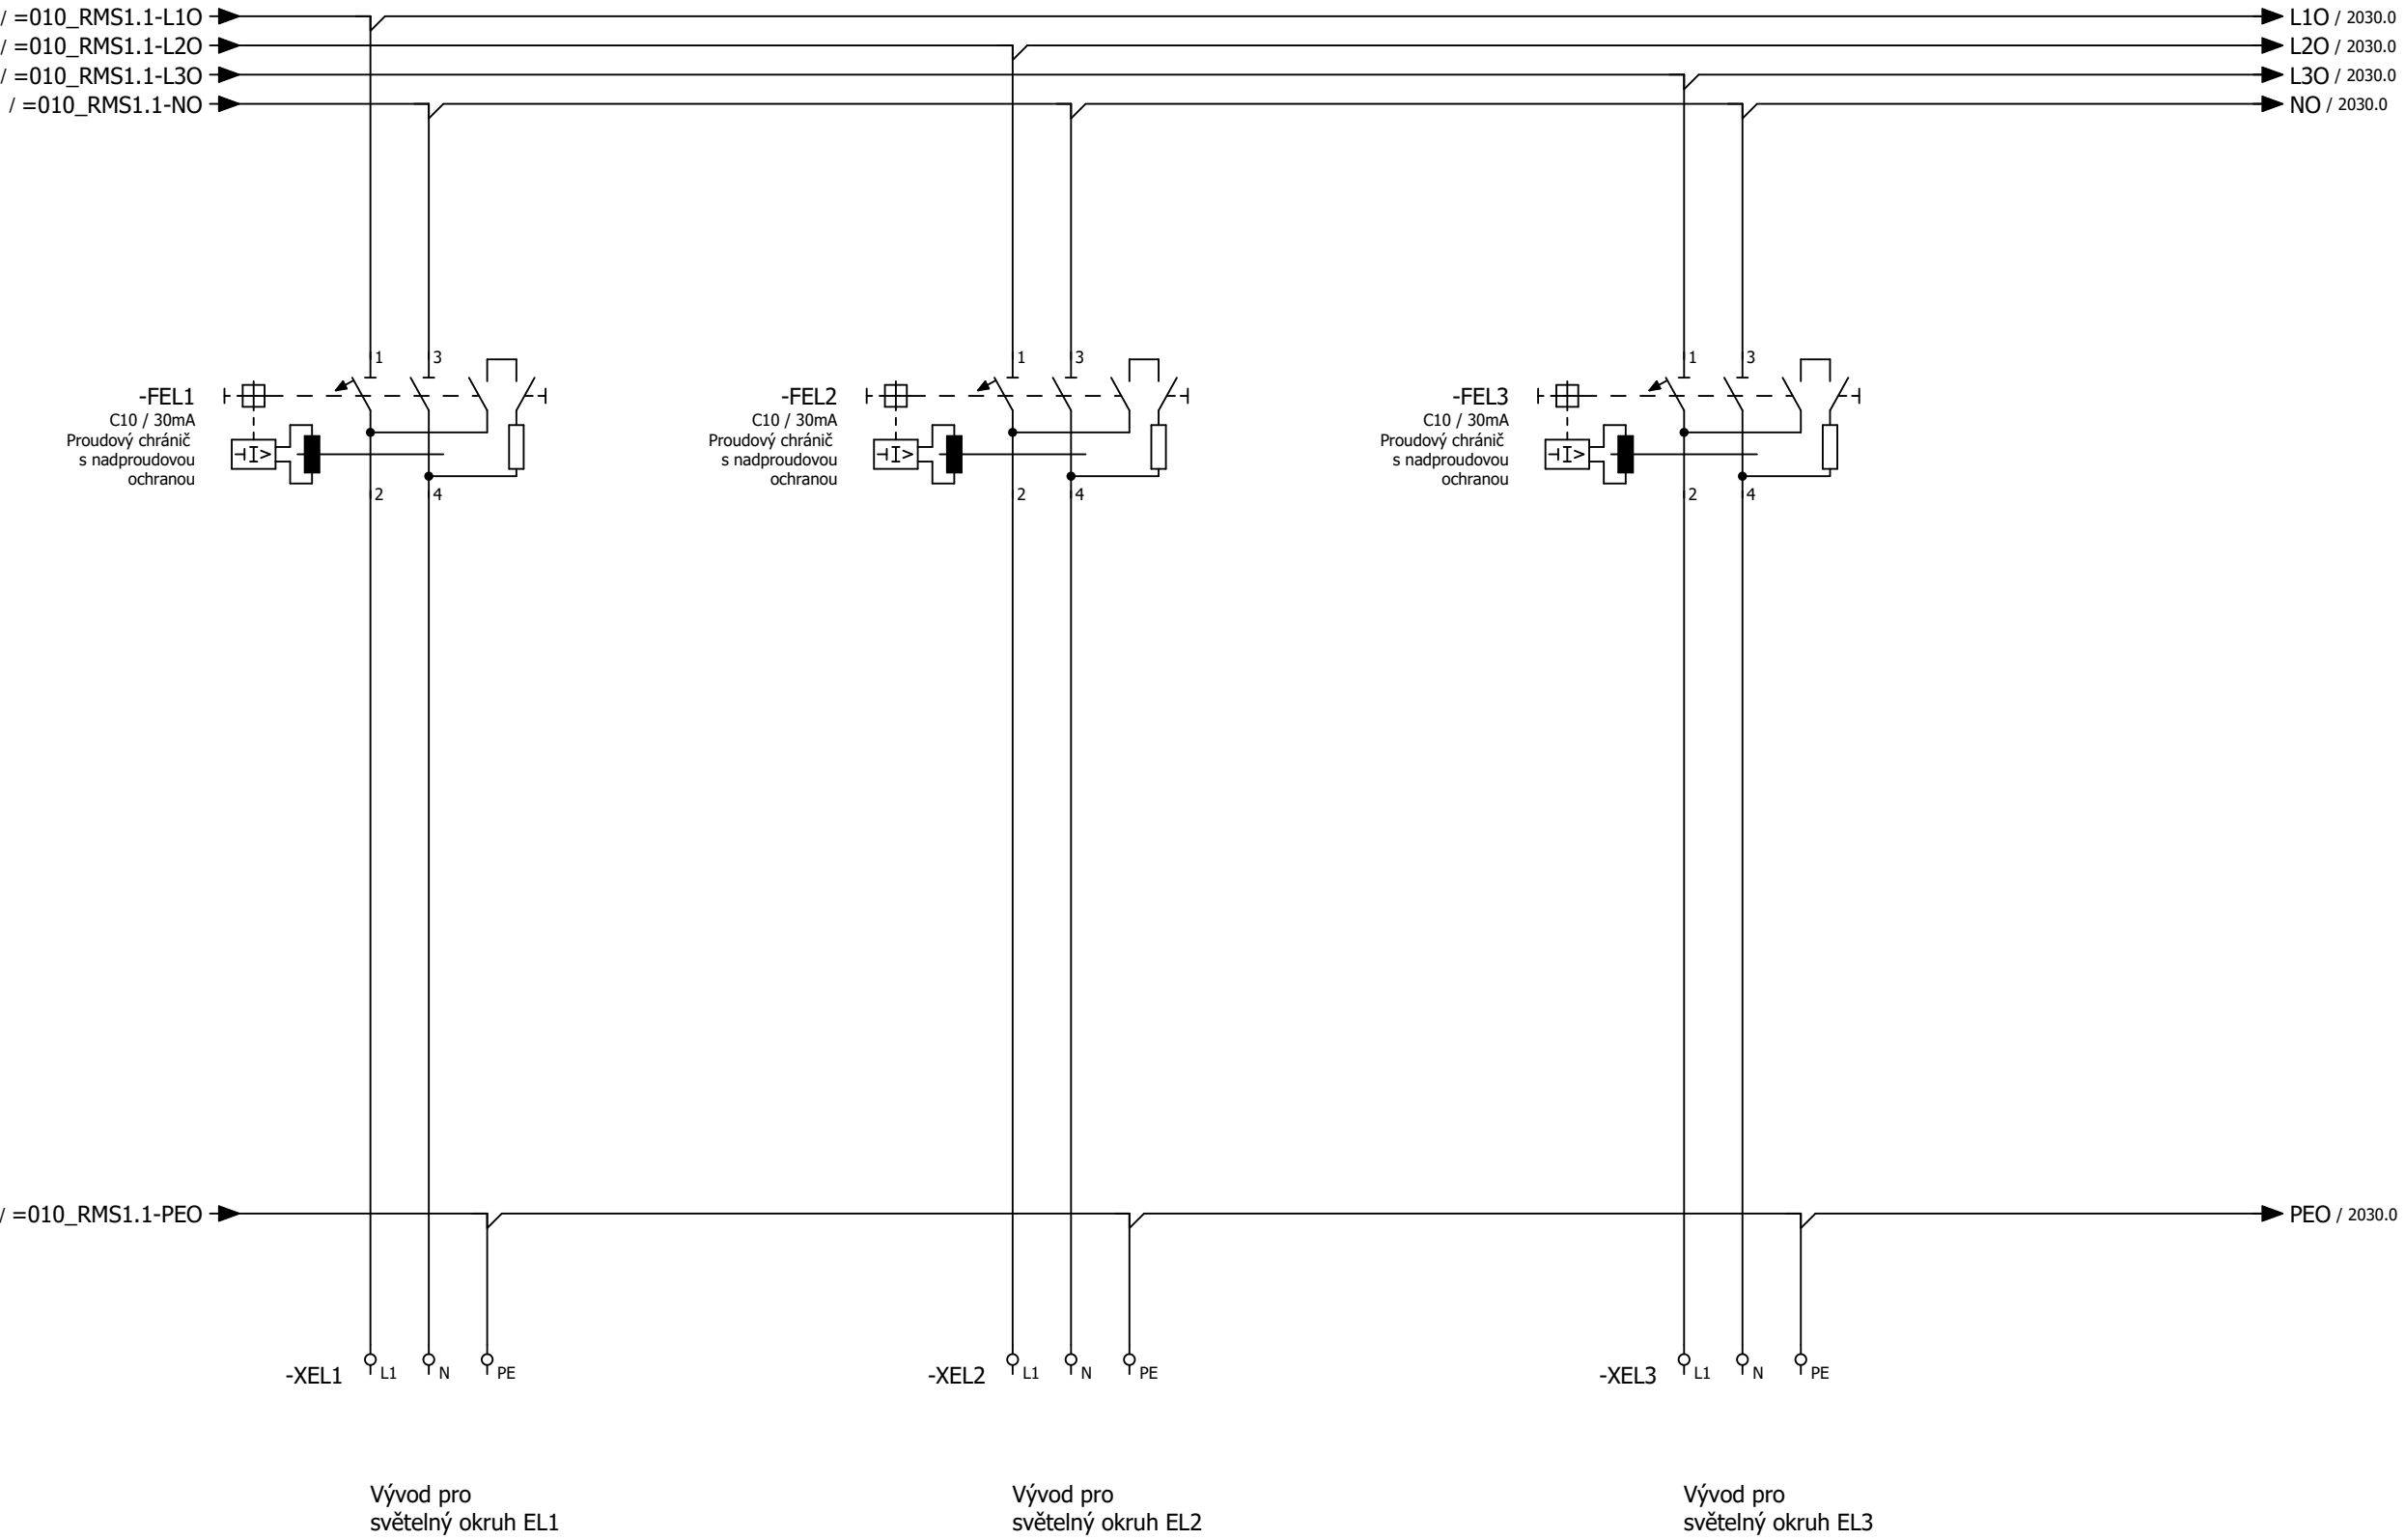 / =010_RMS1.1-L1O
L1O / 2030.0
/ =010_RMS1.1-L2O
L2O / 2030.0
/ =010_RMS1.1-L3O
L3O / 2030.0
/ =010_RMS1.1-NO
NO / 2030.0
1
3
-FEL1
C10 / 30mA
Proudový chránič
s nadproudovou
ochranou
I>
2
4
1
3
-FEL2
C10 / 30mA
Proudový chránič
s nadproudovou
ochranou
I>
2
4
1
3
-FEL3
C10 / 30mA
Proudový chránič
s nadproudovou
ochranou
I>
2
4
/ =010_RMS1.1-PEO
PEO / 2030.0
-XEL1
L1
N
PE
-XEL2
L1
N
PE
-XEL3
L1
N
PE
Vývod pro
světelný okruh EL1
Vývod pro
světelný okruh EL2
Vývod pro
světelný okruh EL3